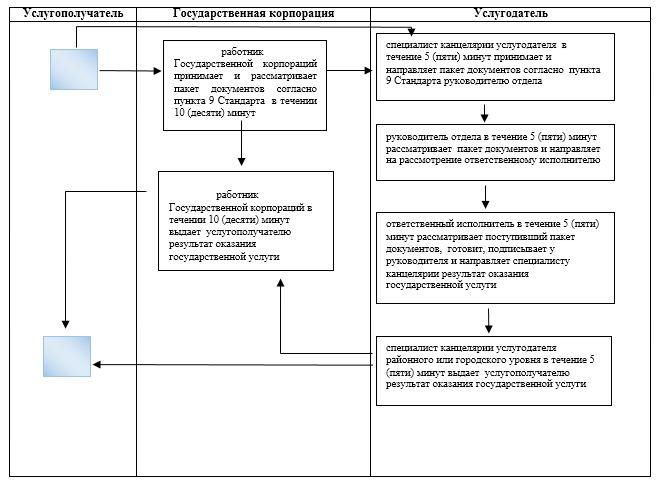 Услугополучатель
Государственная корпорация
Услугодатель
работник
Государственной корпораций
принимает и рассматривает
пакет документов согласно
пункта 9 Стандарта в течении
10 (десяти) минут
специалист канцелярии услугодателя в
течение 5 (пяти) минут принимает и
направляет пакет документов согласно пункта
9 Стандарта руководителю отдела
руководитель отдела в течение 5 (пяти) минут
рассматривает пакет документов и направляет
на рассмотрение ответственному исполнителю
работник
Государственной корпораций в
течении 10 (десяти) минут
выдает услугополучателю
результат оказания
государственной услуги
ответственный исполнитель в течение 5 (пяти)
минут рассматривает поступивший пакет
документов, готовит, подписывает у
руководителя и направляет специалисту
канцелярии результат оказания
государственной услуги
специалист канцелярии услугодателя
районного или городского уровня в течение 5
(пяти) минут выдает услугополучателю
результат оказания государственной услуги